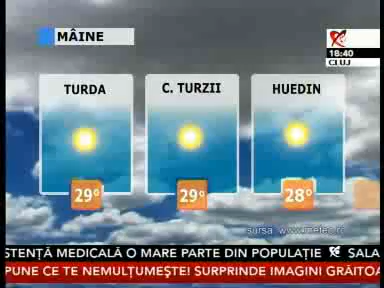 MÂINE
18:40
CLUJ
TURDA
C. TURZII
HUEDIN
29°
29°
28°
sursa: www.meteo.ro
STENȚĂ MEDICALĂ O MARE PARTE DIN POPULAȚIE SALA
PUNE CE TE NEMULȚUMEȘTE! SURPRINDE IMAGINI GRĂITOA